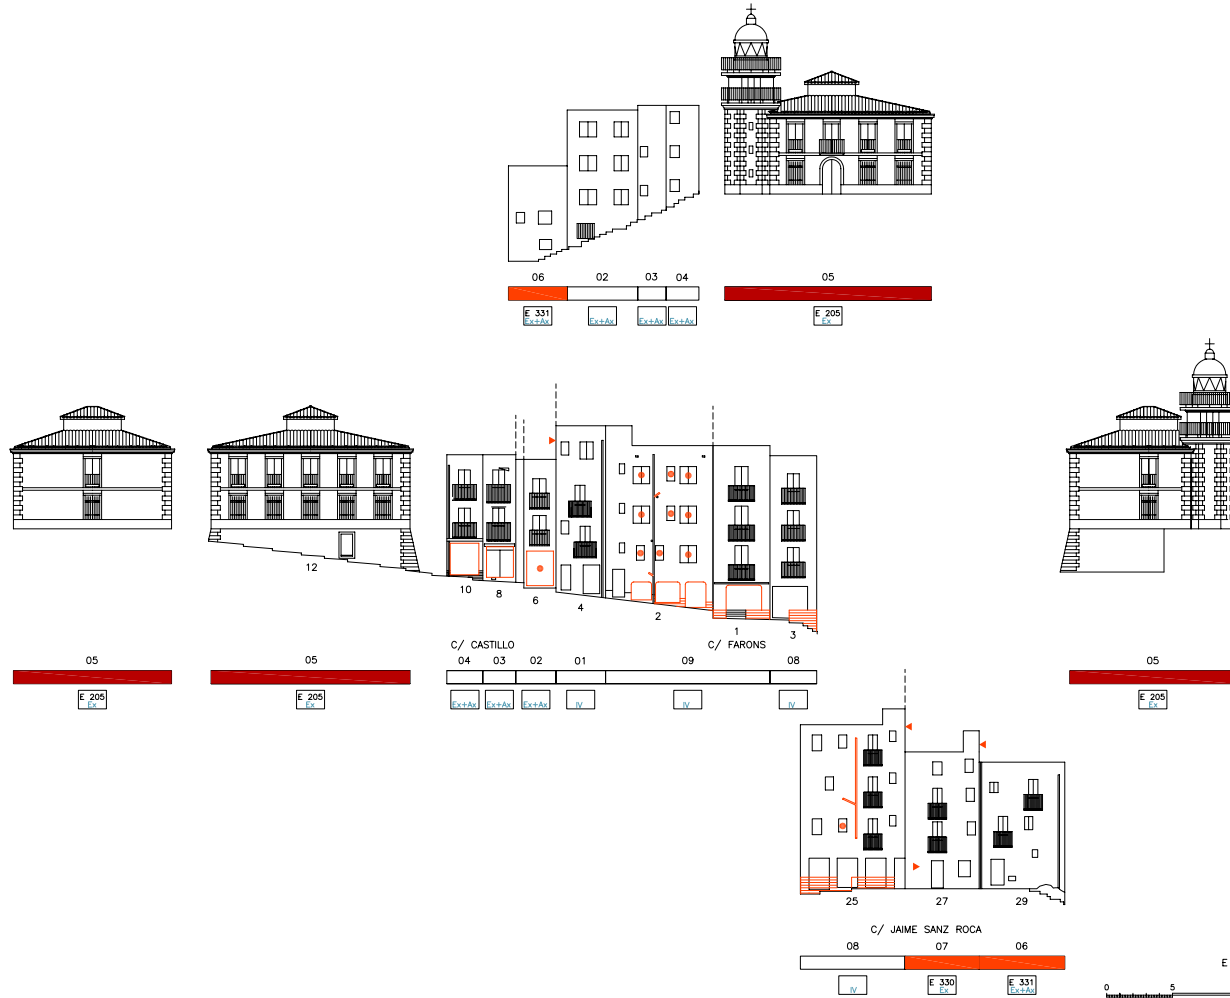 06 02 03 04 05
E 331 E 205
Ex+Ax Ex+Ax Ex+Ax Ex+Ax Ex
12 10 8 6 4 2 1 3
C/ CASTILLO C/ FARONS
05 05 04 03 02 01 09 08 05
E 205 E 205 E 205
Ex Ex Ex+Ax Ex+Ax Ex+Ax IV IV IV Ex
25 27 29
C/ JAIME SANZ ROCA
08 07 06
E
E 330 E 331
IV Ex Ex+Ax
0 5